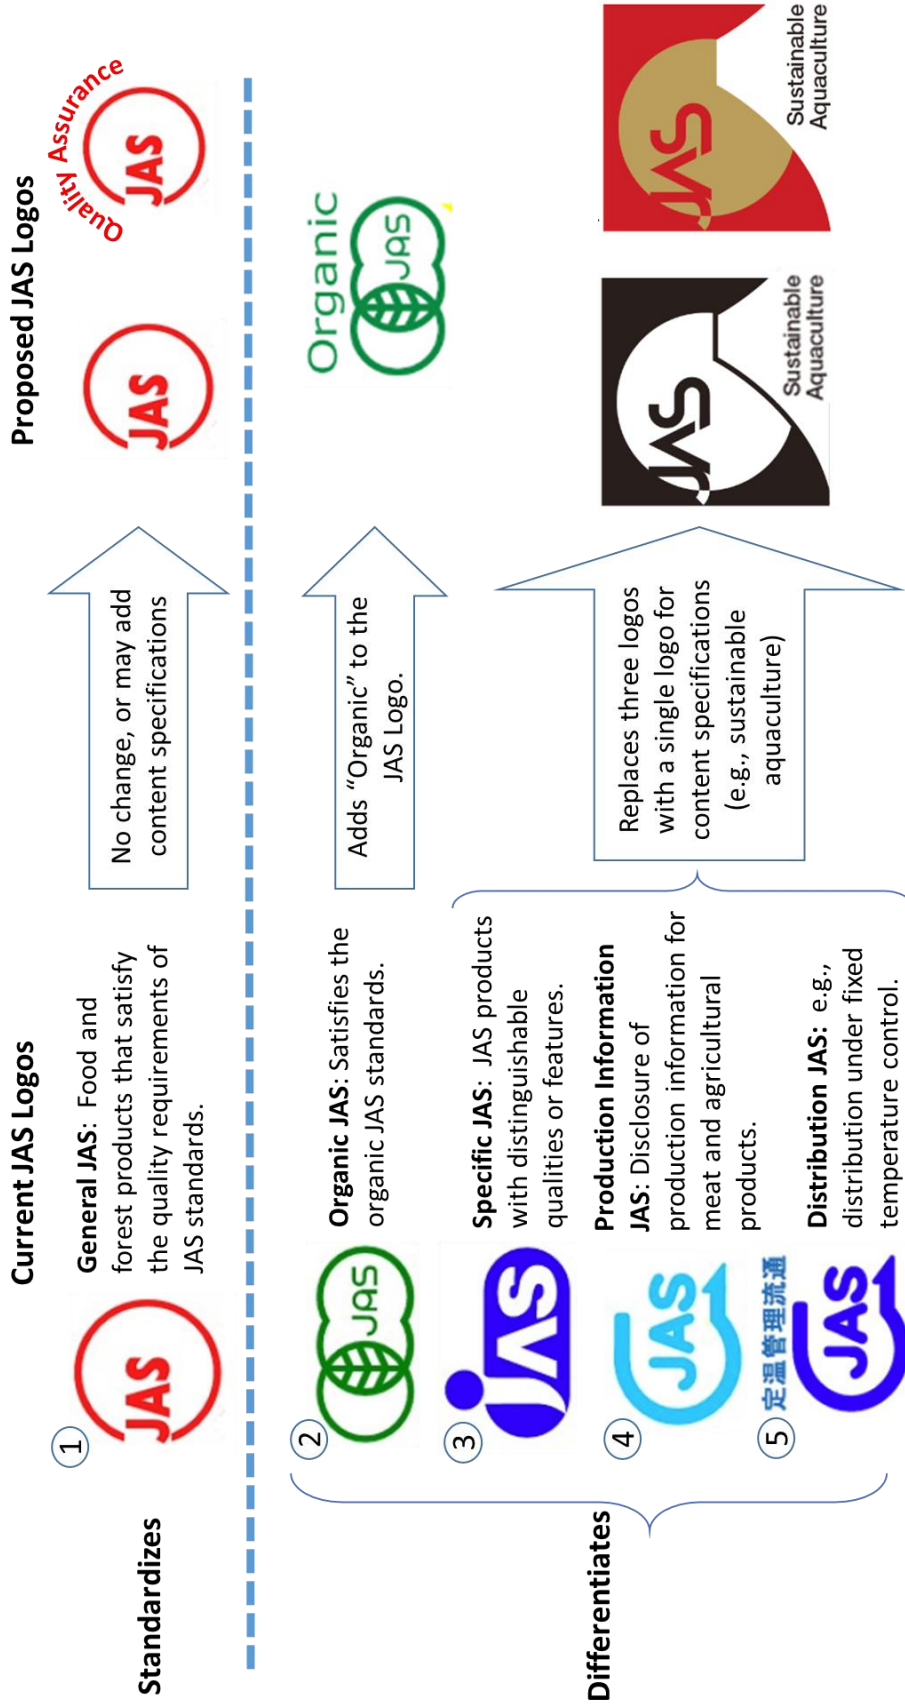 Current JAS Logos
Proposed JAS Logos
Standardizes
1
JAS
General JAS: Food and
forest products that satisfy
the quality requirements of
JAS standards.
No change, or may add
content specifications
JAS
Quality Assurance
JAS
Differentiates
2
JAS
Organic JAS: Satisfies the
organic JAS standards.
Adds “Organic” to the
JAS Logo.
Organic
JAS
3
JAS
Specific JAS: JAS products
with distinguishable
qualities or features.
4
JAS
Production Information
JAS: Disclosure of
production information for
meat and agricultural
products.
5
定温管理流通
JAS
Distribution JAS: e.g.,
distribution under fixed
temperature control.
Replaces three logos
with a single logo for
content specifications
(e.g., sustainable
aquaculture)
JAS
Sustainable
Aquaculture
JAS
Sustainable
Aquaculture